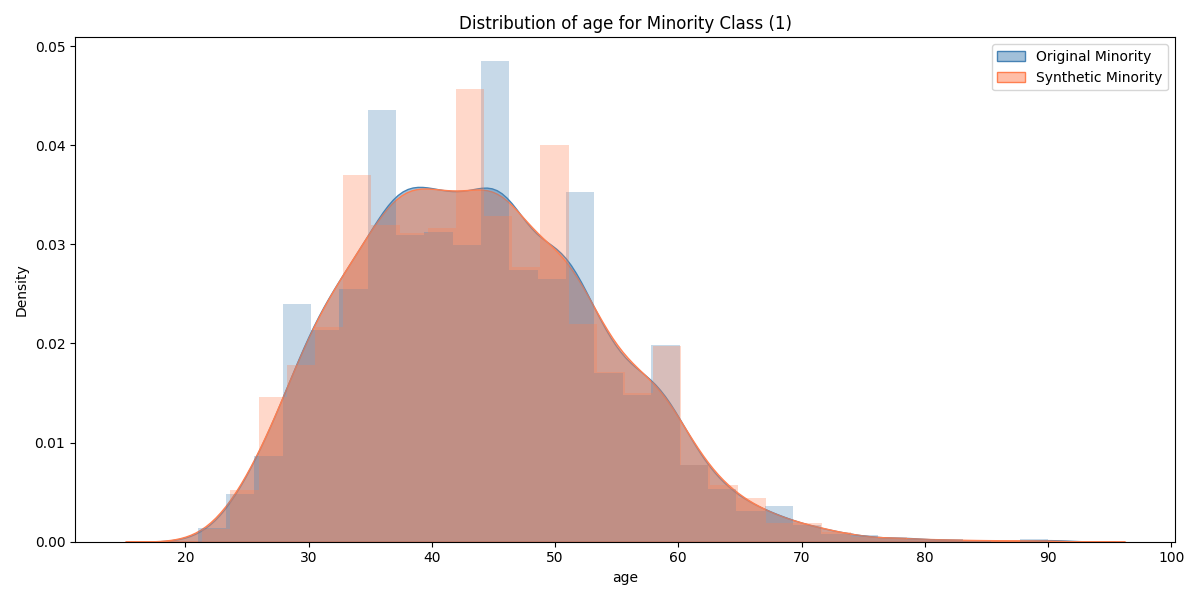 Distribution of age for Minority Class (1)
Original Minority
Synthetic Minority
0.05
0.04
0.03
0.02
0.01
0.00
Density
20 30 40 50 60 70 80 90 100
age